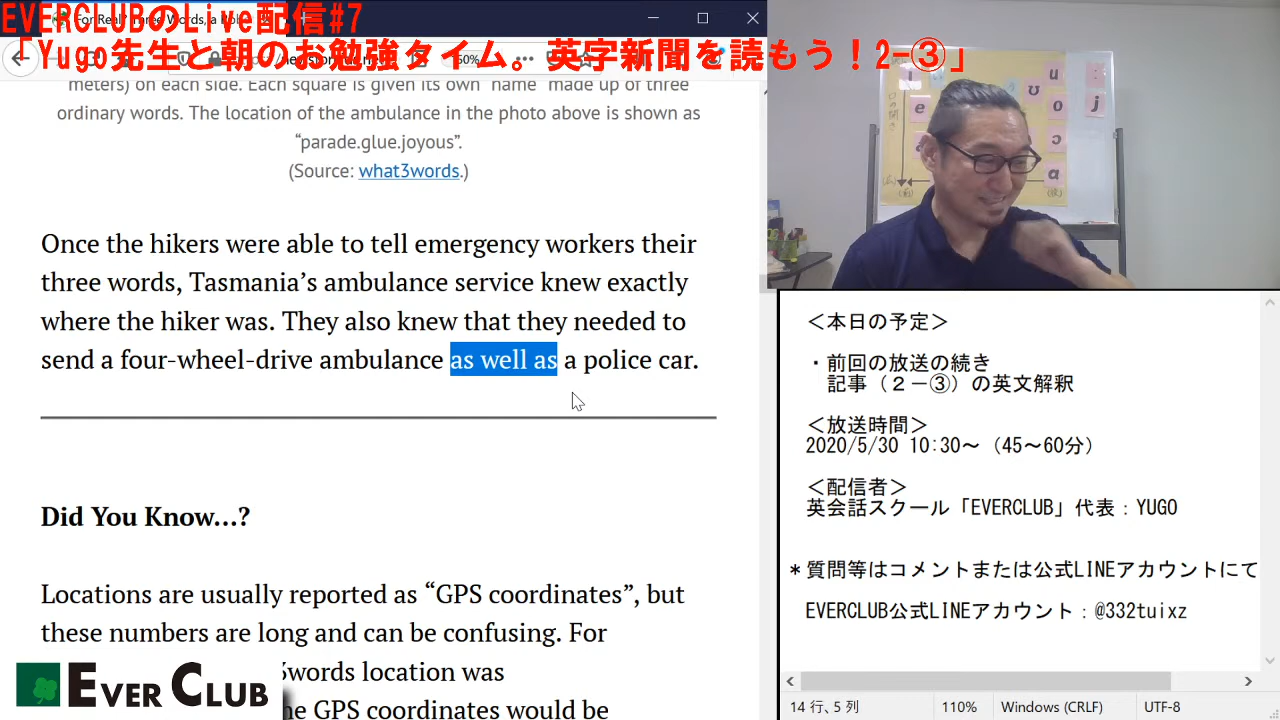 EVERCLUBのLive配信#7
「Yugo先生と朝のお勉強タイム。英字新聞を読もう！2-③」
meters) on each side. Each square is given its own "name" made up of three
ordinary words. The location of the ambulance in the photo above is shown as
"parade.glue.joyous".
(Source: what3words.)
Once the hikers were able to tell emergency workers their
three words, Tasmania's ambulance service knew exactly
where the hiker was. They also knew that they needed to
send a four-wheel-drive ambulance as well as a police car.
Did You Know…?
Locations are usually reported as "GPS coordinates", but
these numbers are long and can be confusing. For
words location was
GPS coordinates would be
EVER CLUB
i
u
e
ʊ
o
j
ɔ
a
＜本日の予定＞
・前回の放送の続き
記事（２－③）の英文解釈
＜放送時間＞
2020/5/30 10:30～（45～60分）
＜配信者＞
英会話スクール「EVERCLUB」代表：YUGO
＊質問等はコメントまたは公式LINEアカウントにて
EVERCLUB公式LINEアカウント：@332tuixz
14 行、5 列
110%
Windows (CRLF)
UTF-8